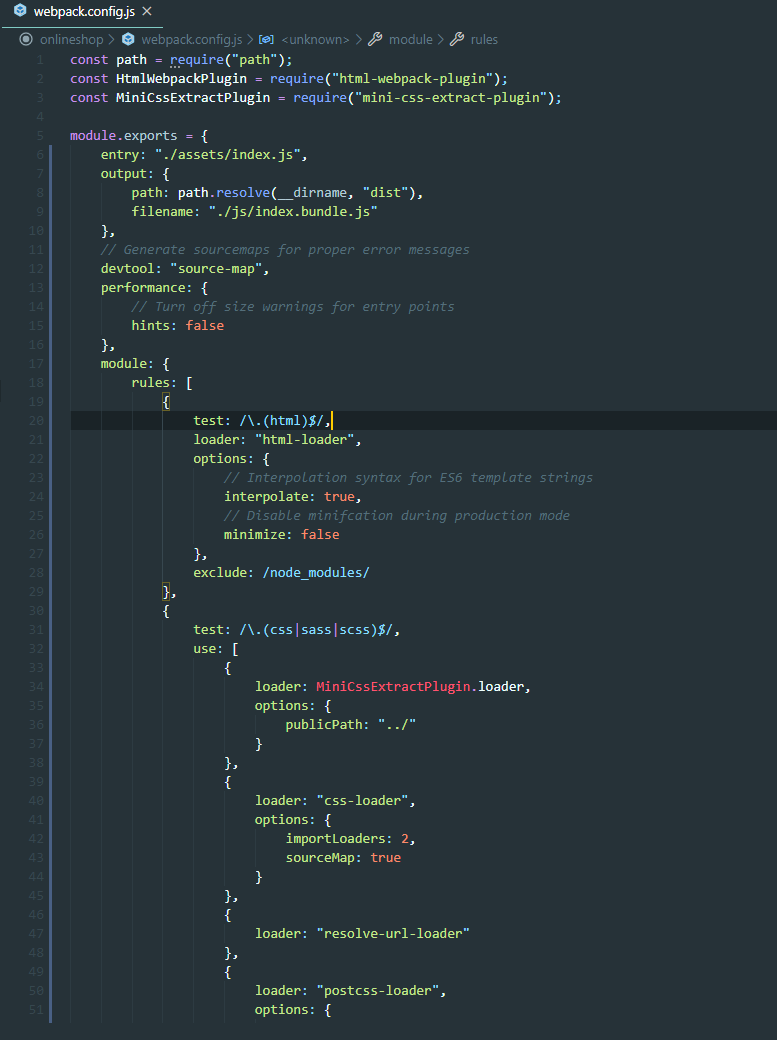 webpack.config.js ×
onlineshop > webpack.config.js > <unknown> > module > rules
1 const path = require("path");
2 const HtmlWebpackPlugin = require("html-webpack-plugin");
3 const MiniCssExtractPlugin = require("mini-css-extract-plugin");
4
5 module.exports = {
6 entry: "./assets/index.js",
7 output: {
8 path: path.resolve(__dirname, "dist"),
9 filename: "./js/index.bundle.js"
10 },
11 // Generate sourcemaps for proper error messages
12 devtool: "source-map",
13 performance: {
14 // Turn off size warnings for entry points
15 hints: false
16 },
17 module: {
18 rules: [
19 {
20 test: /\.(html)$/,
21 loader: "html-loader",
22 options: {
23 // Interpolation syntax for ES6 template strings
24 interpolate: true,
25 // Disable minifcation during production mode
26 minimize: false
27 },
28 exclude: /node_modules/
29 },
30 {
31 test: /\.(css|sass|scss)$/,
32 use: [
33 {
34 loader: MiniCssExtractPlugin.loader,
35 options: {
36 publicPath: "../"
37 }
38 },
39 {
40 loader: "css-loader",
41 options: {
42 importLoaders: 2,
43 sourceMap: true
44 }
45 },
46 {
47 loader: "resolve-url-loader"
48 },
49 {
50 loader: "postcss-loader",
51 options: {